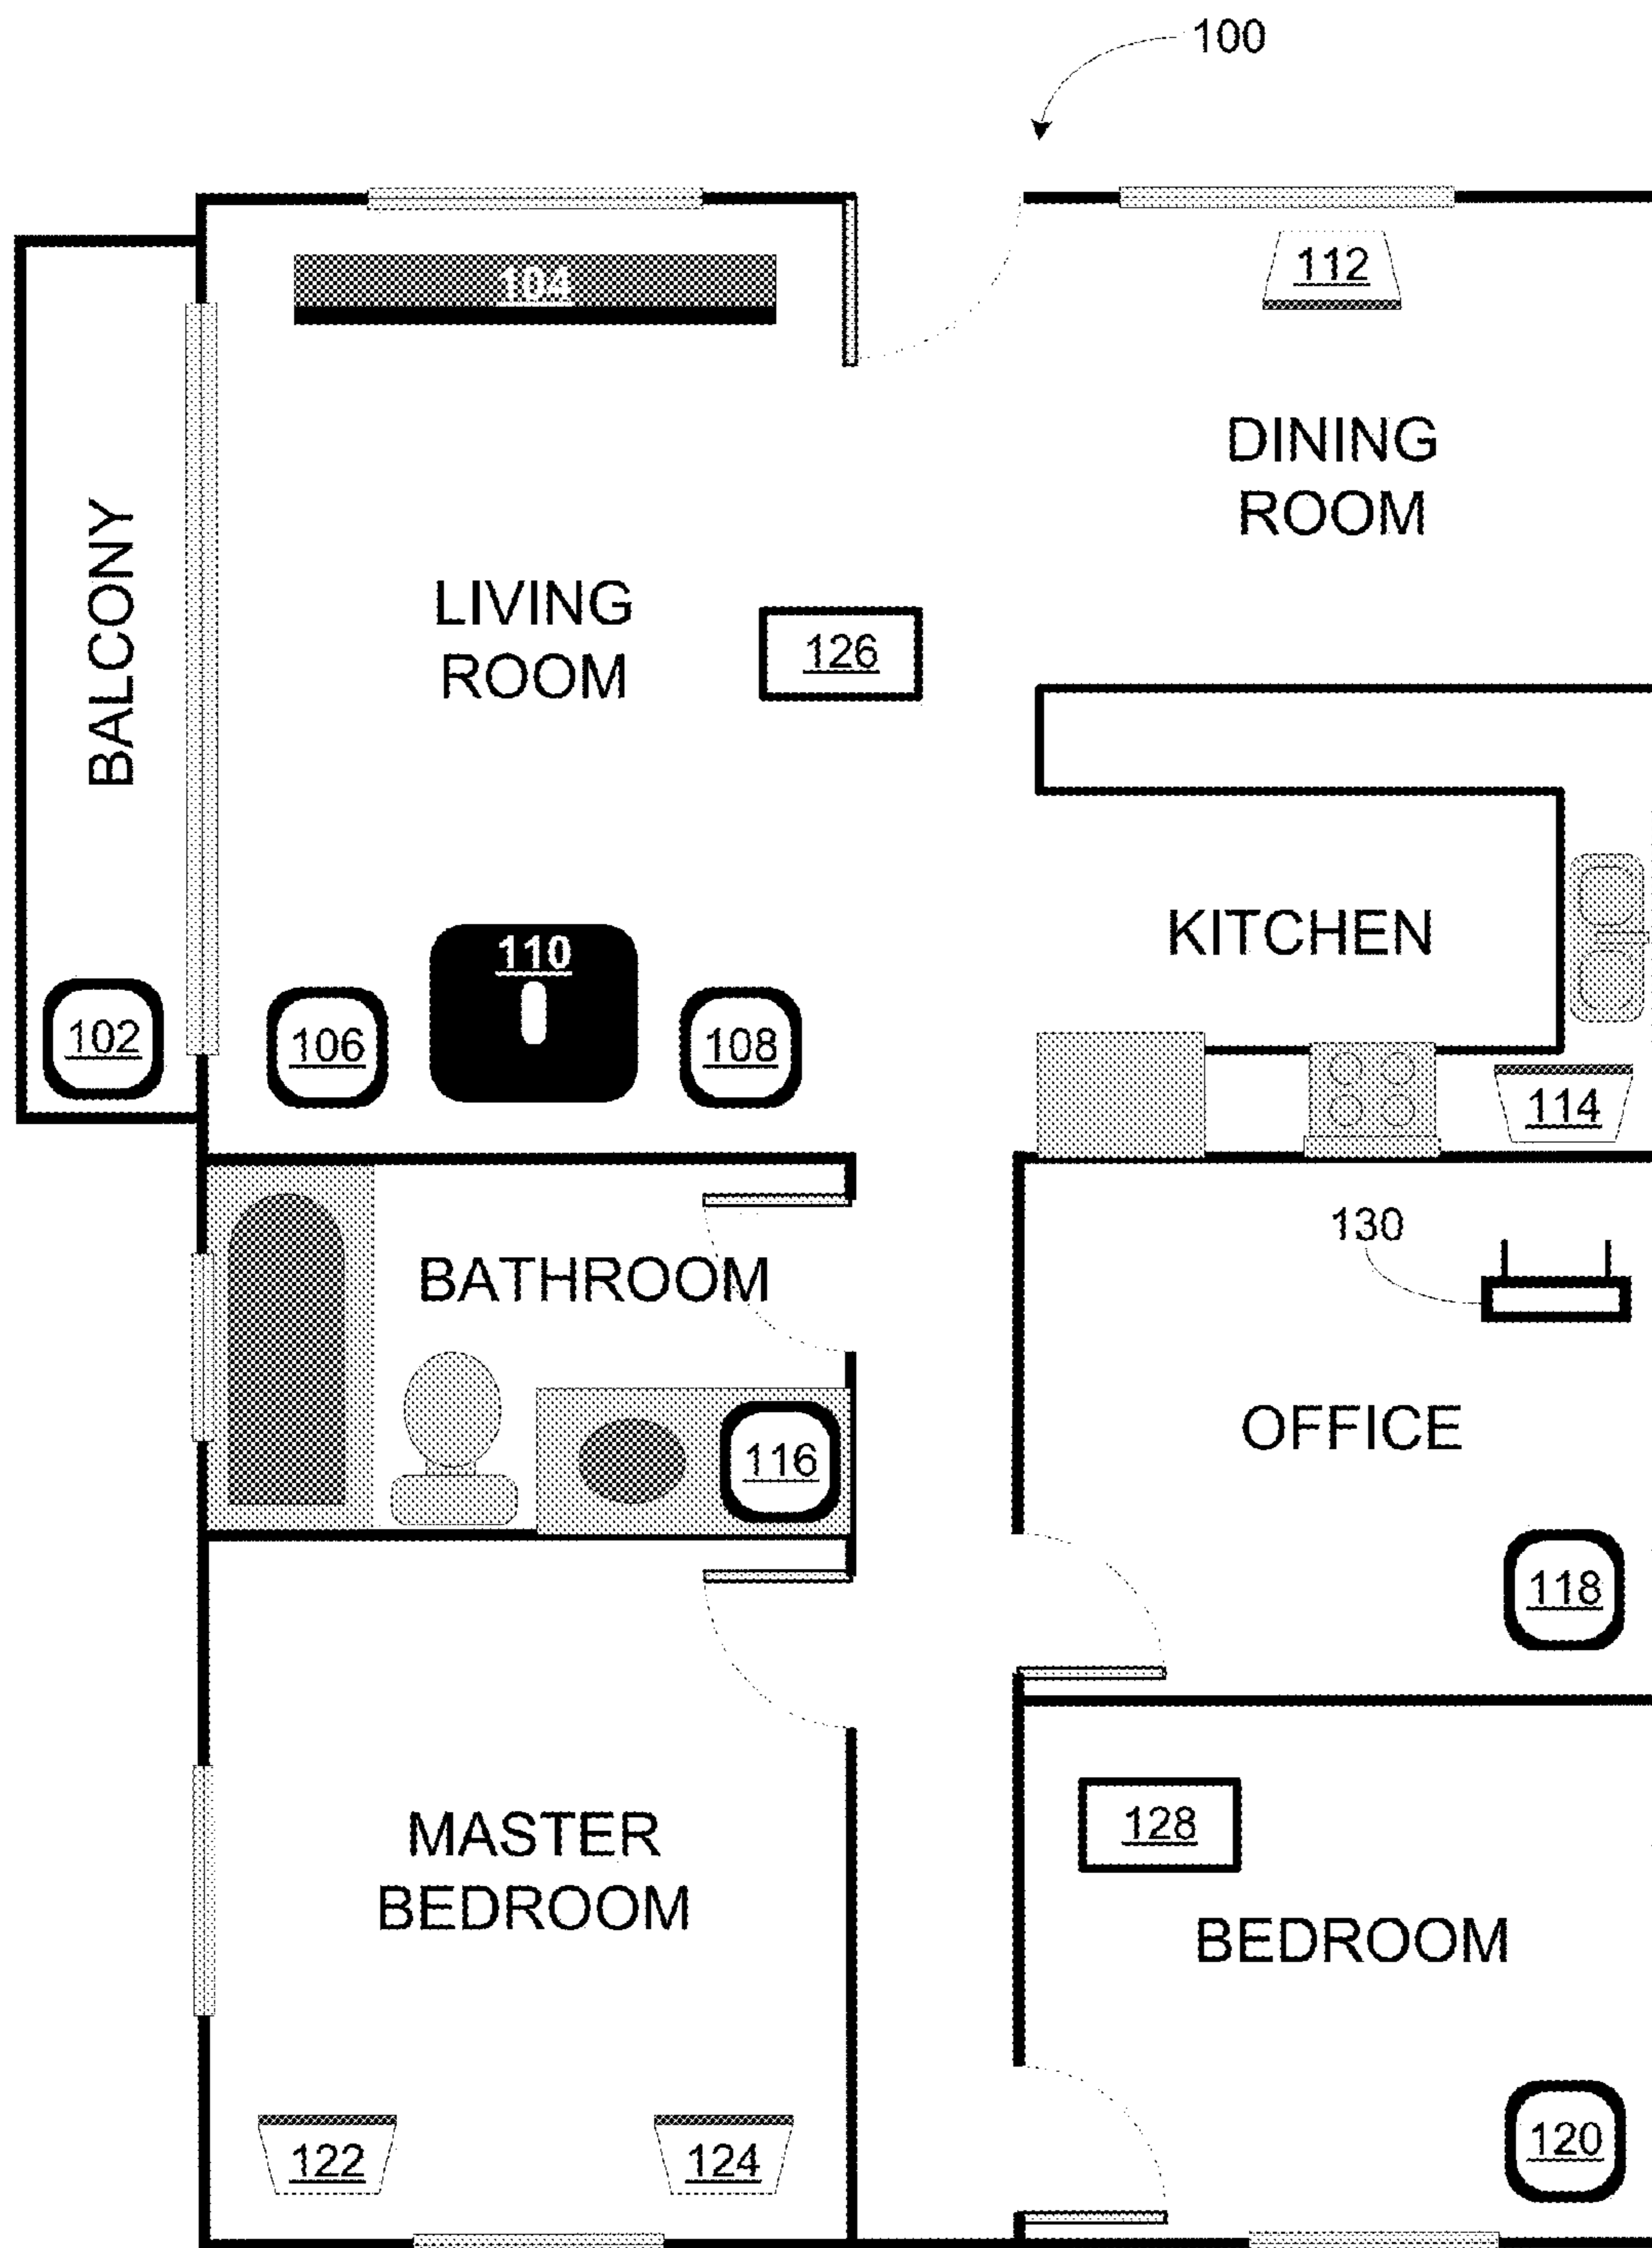 100
104
112
DINING
ROOM
BALCONY
LIVING
ROOM
126
KITCHEN
110
102
106
108
114
130
BATHROOM
OFFICE
116
118
128
MASTER
BEDROOM
BEDROOM
122
124
120